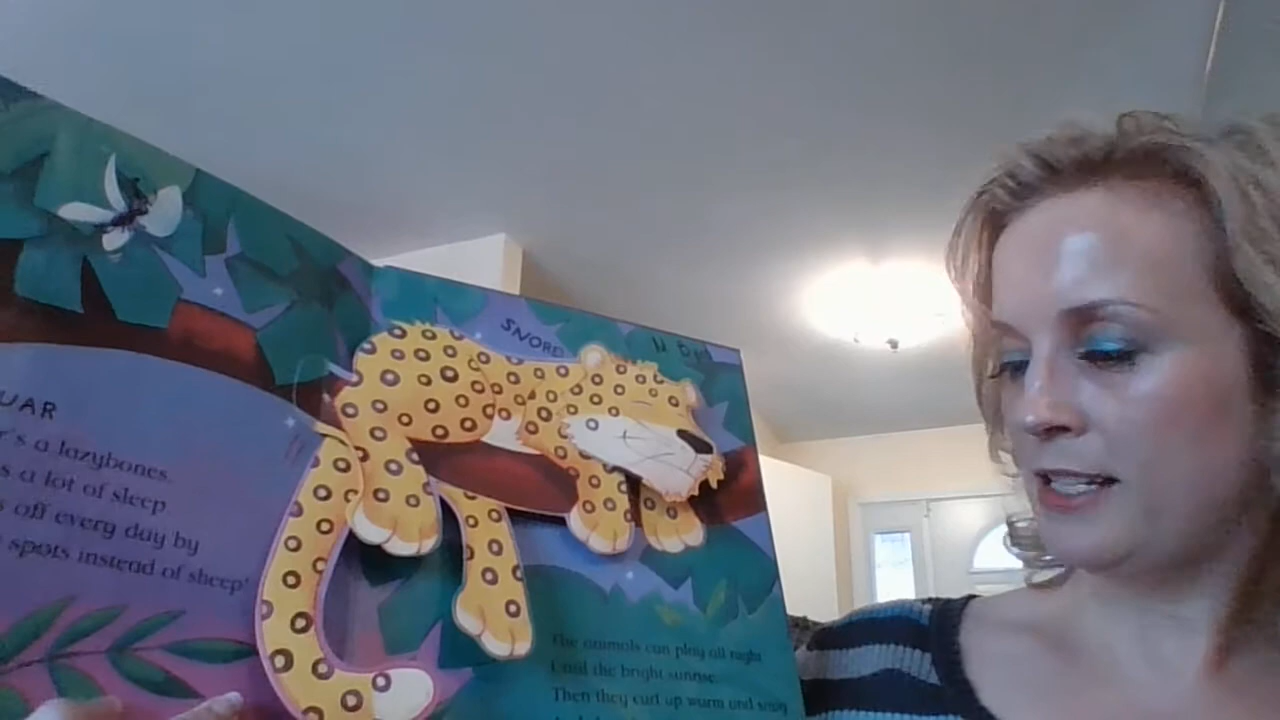 UAR
r's a lazybones.
s a lot of sleep
s off every day by
spots instead of sheep!
SNORE
The animals can play all night
Until the bright sunrise.
Then they curl up warm and snug